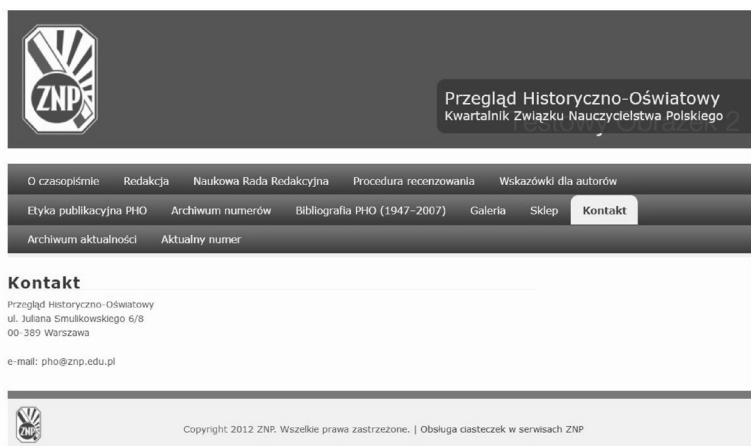 ZNP
Przegląd Historyczno-Oświatowy
Kwartalnik Związku Nauczycielstwa Polskiego
Testowy Obrazek 2
O czasopiśmie Redakcja Naukowa Rada Redakcyjna Procedura recenzowania Wskazówki dla autorów
Etyka publikacyjna PHO Archiwum numerów Bibliografia PHO (1947–2007) Galeria Sklep Kontakt
Archiwum aktualności Aktualny numer
Kontakt
Przegląd Historyczno-Oświatowy
ul. Juliana Smulikowskiego 6/8
00-389 Warszawa
e-mail: pho@znp.edu.pl
ZNP
Copyright 2012 ZNP. Wszelkie prawa zastrzeżone. | Obsługa ciasteczek w serwisach ZNP